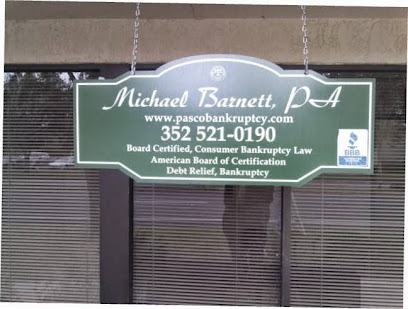 Michael Barnett, PA
www.pascobankruptcy.com
352 521-0190
Board Certified, Consumer Bankruptcy Law
American Board of Certification
Debt Relief, Bankruptcy
BBB